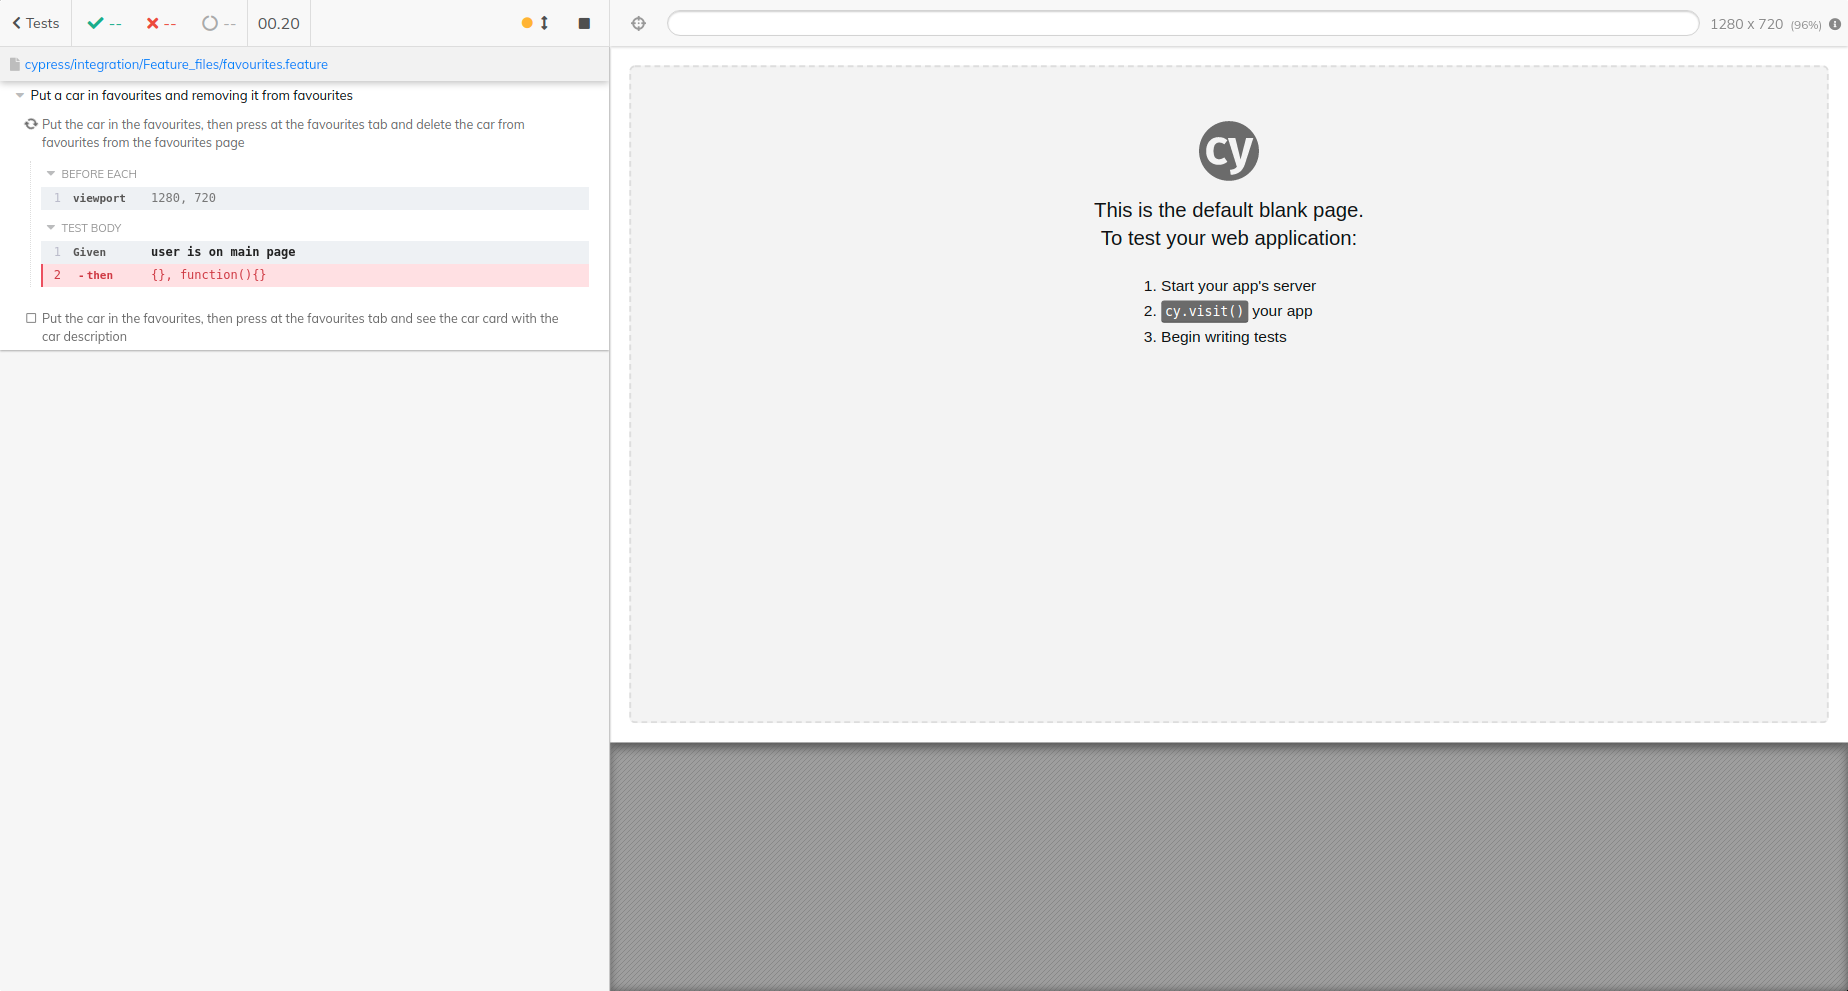 Tests -- -- -- 00.20
1280 x 720 (96%)
cypress/integration/Feature_files/favourites.feature
Put a car in favourites and removing it from favourites
Put the car in the favourites, then press at the favourites tab and delete the car from
favourites from the favourites page
BEFORE EACH
1 viewport 1280, 720
TEST BODY
1 Given user is on main page
2 -then {}, function(){}
Put the car in the favourites, then press at the favourites tab and see the car card with the
car description
cy
This is the default blank page.
To test your web application:
1. Start your app's server
2. cy.visit() your app
3. Begin writing tests